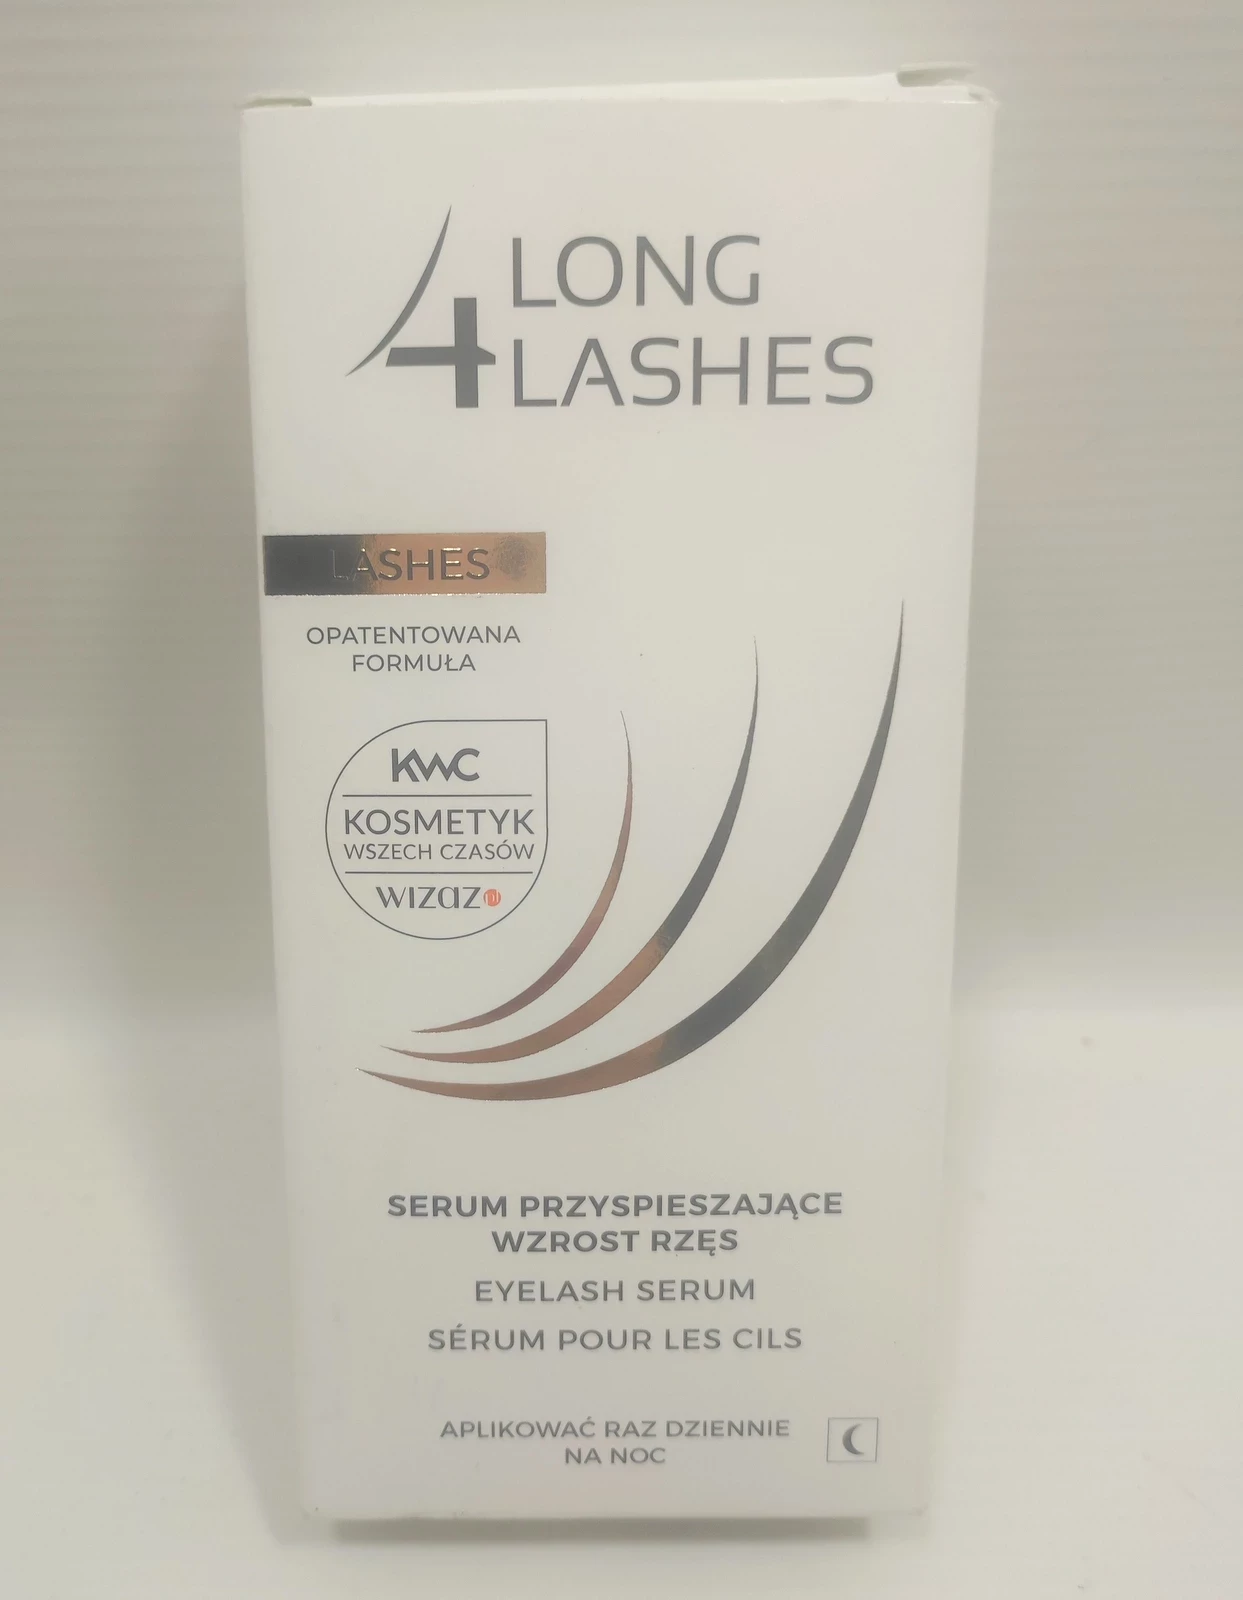 4 LONG
LASHES
LASHES
OPATENTOWANA
FORMUŁA
KWC
KOSMETYK
WSZECH CZASÓW
wizaz
SERUM PRZYSPIESZAJĄCE
WZROST RZĘS
EYELASH SERUM
SÉRUM POUR LES CILS
APLIKOWAĆ RAZ DZIENNIE
NA NOC